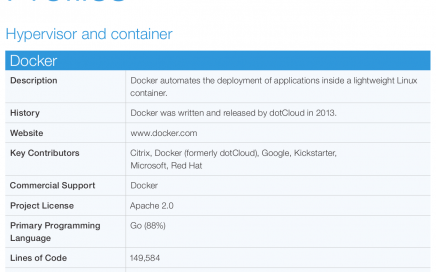 Profiles
Hypervisor and container
Docker
Description
Docker automates the deployment of applications inside a lightweight Linux
container.
History
Docker was written and released by dotCloud in 2013.
Website
www.docker.com
Key Contributors
Citrix, Docker (formerly dotCloud), Google, Kickstarter,
Microsoft, Red Hat
Commercial Support
Docker
Project License
Apache 2.0
Primary Programming
Language
Go (88%)
Lines of Code
149,584